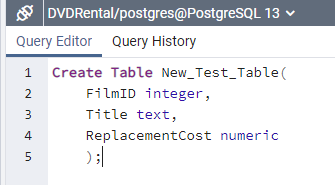 DVDRental/postgres@PostgreSQL 13
Query Editor Query History
1 Create Table New_Test_Table(
2 FilmID integer,
3 Title text,
4 ReplacementCost numeric
5 );